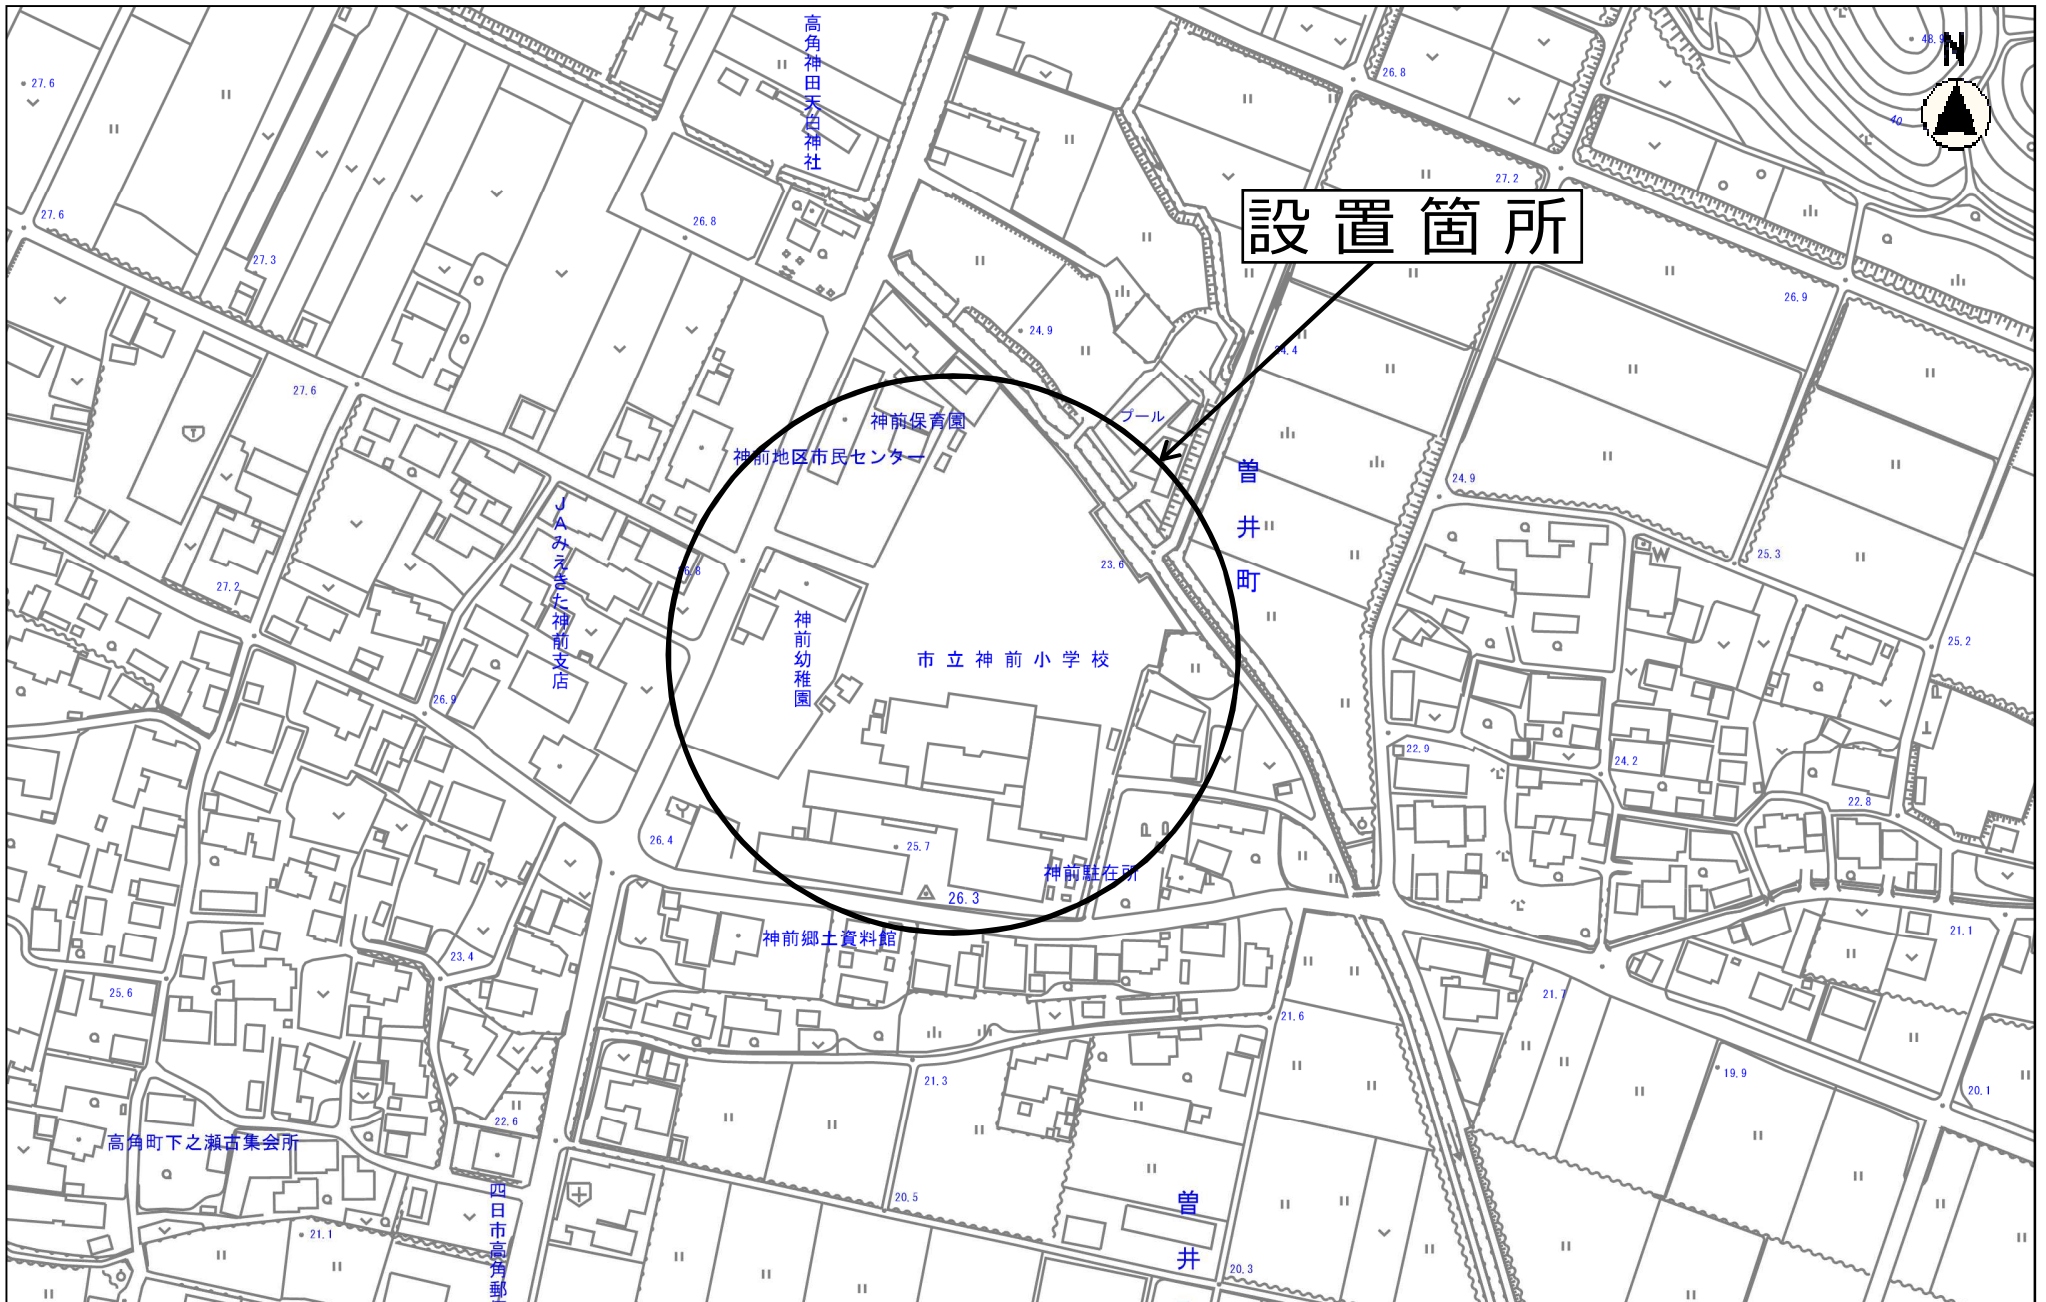 高角神田天白神社
N
48.9
40
27.6
26.8
27.2
設置箇所
27.6
26.8
27.3
26.9
24.9
24.4
27.6
プール
神前保育園
神前地区市民センター
曽井町
24.9
JAみえきた神前支店
25.3
26.8
23.6
27.2
神前幼稚園
市立神前小学校
25.2
26.9
22.9
24.2
22.8
26.4
25.7
神前駐在所
26.3
神前郷土資料館
21.1
23.4
25.6
21.7
21.6
21.3
19.9
20.1
22.6
高角町下之瀬古集会所
四日市高角郵
20.5
曽井
21.1
20.3